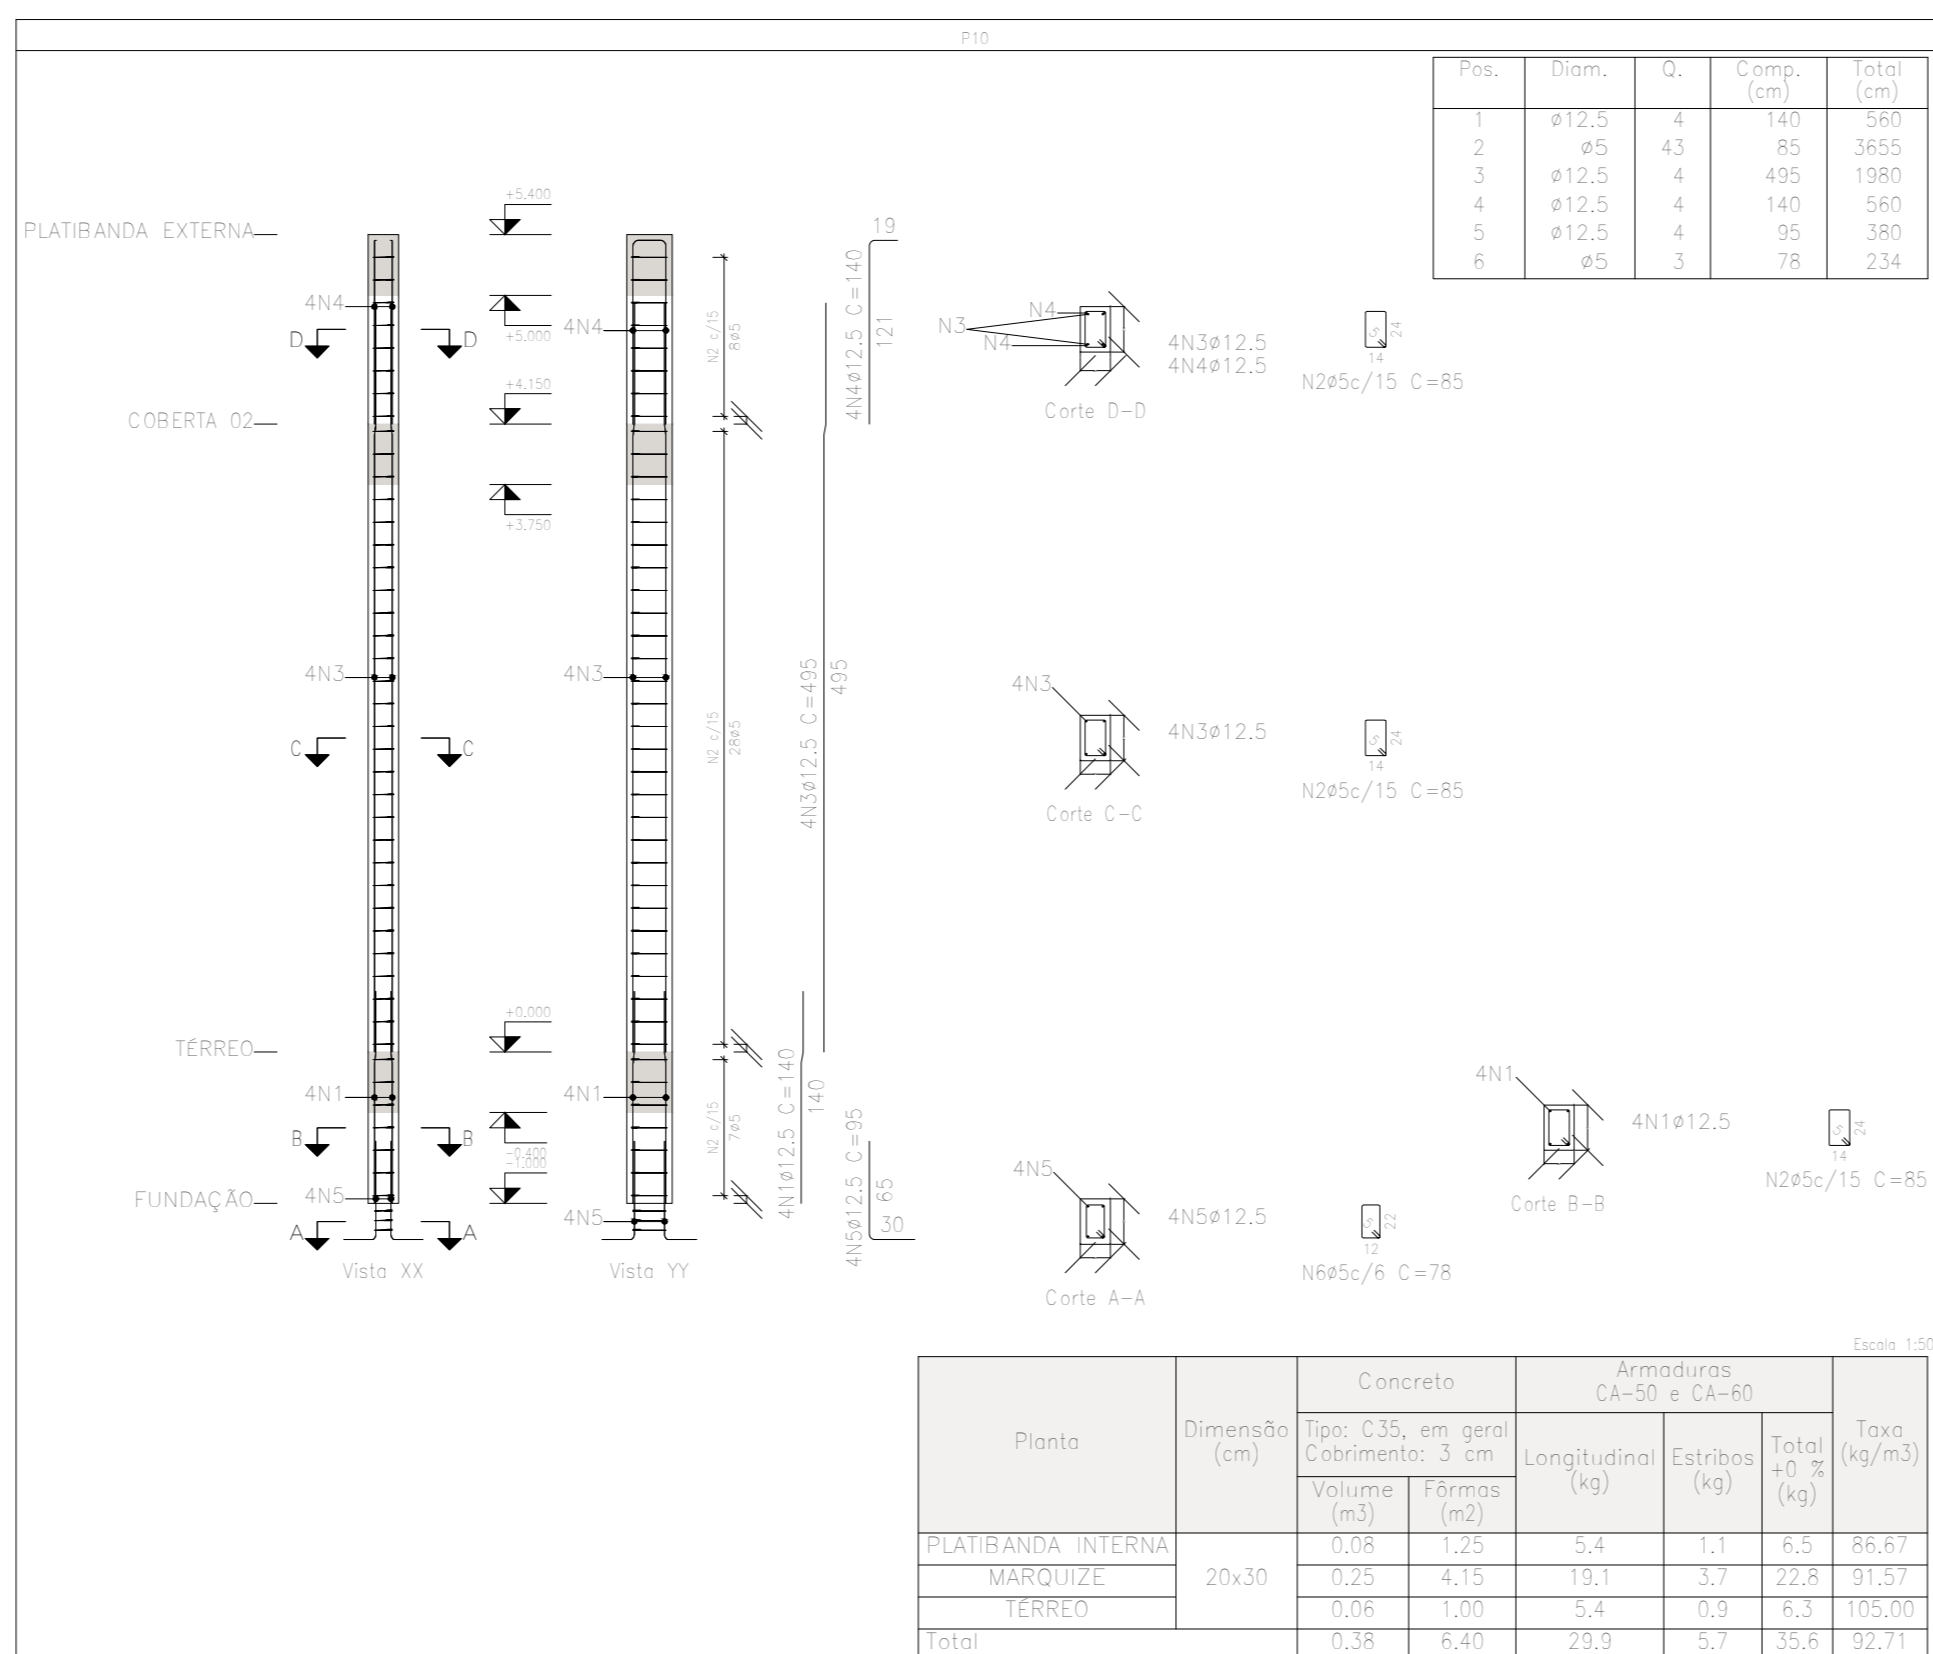 P10
Pos. Diam. Q. Comp. (cm) Total (cm)
1 ø12.5 4 140 560
2 ø5 43 85 3655
3 ø12.5 4 495 1980
4 ø12.5 4 140 560
5 ø12.5 4 95 380
6 ø5 3 78 234
PLATIBANDA EXTERNA
+5.400
19
4N4
4N4
+5.000
D D
N2 c/15
8ø5
4N4ø12.5 C=140
121
N3
N4
N4
4N3ø12.5
4N4ø12.5
Corte D-D
24
14
N2ø5c/15 C=85
+4.150
COBERTA 02
+3.750
4N3
4N3
C C
N2 c/15
28ø5
4N3ø12.5 C=495
495
4N3
4N3ø12.5
Corte C-C
24
14
N2ø5c/15 C=85
+0.000
TÉRREO
4N1
4N1
B B
-0.400
-1.000
N2 c/15
7ø5
4N1ø12.5 C=140
140
4N1
4N1ø12.5
Corte B-B
24
14
N2ø5c/15 C=85
FUNDAÇÃO
4N5
4N5
A A
4N5ø12.5 C=95
65
30
4N5
4N5ø12.5
Corte A-A
22
12
N6ø5c/6 C=78
Vista XX
Vista YY
Escala 1:50
Planta
Dimensão
(cm)
Concreto
Tipo: C35, em geral
Cobrimento: 3 cm
Volume
(m3)
Fôrmas
(m2)
Armaduras
CA-50 e CA-60
Longitudinal
(kg)
Estribos
(kg)
Total
+0 %
(kg)
Taxa
(kg/m3)
PLATIBANDA INTERNA 0.08 1.25 5.4 1.1 6.5 86.67
MARQUIZE 20x30 0.25 4.15 19.1 3.7 22.8 91.57
TÉRREO 0.06 1.00 5.4 0.9 6.3 105.00
Total 0.38 6.40 29.9 5.7 35.6 92.71